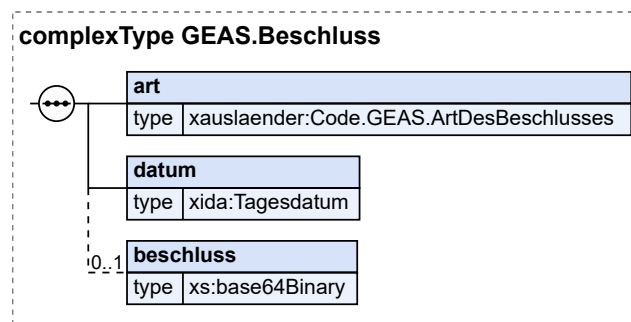 complexType GEAS.Beschluss
art
type xauslaender:Code.GEAS.ArtDesBeschlusses
datum
type xida:Tagesdatum
0..1
beschluss
type xs:base64Binary